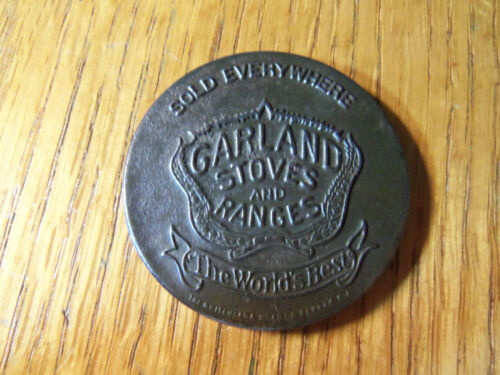 SOLD EVERYWHERE
GARLAND
STOVES
AND
RANGES
The World's Best